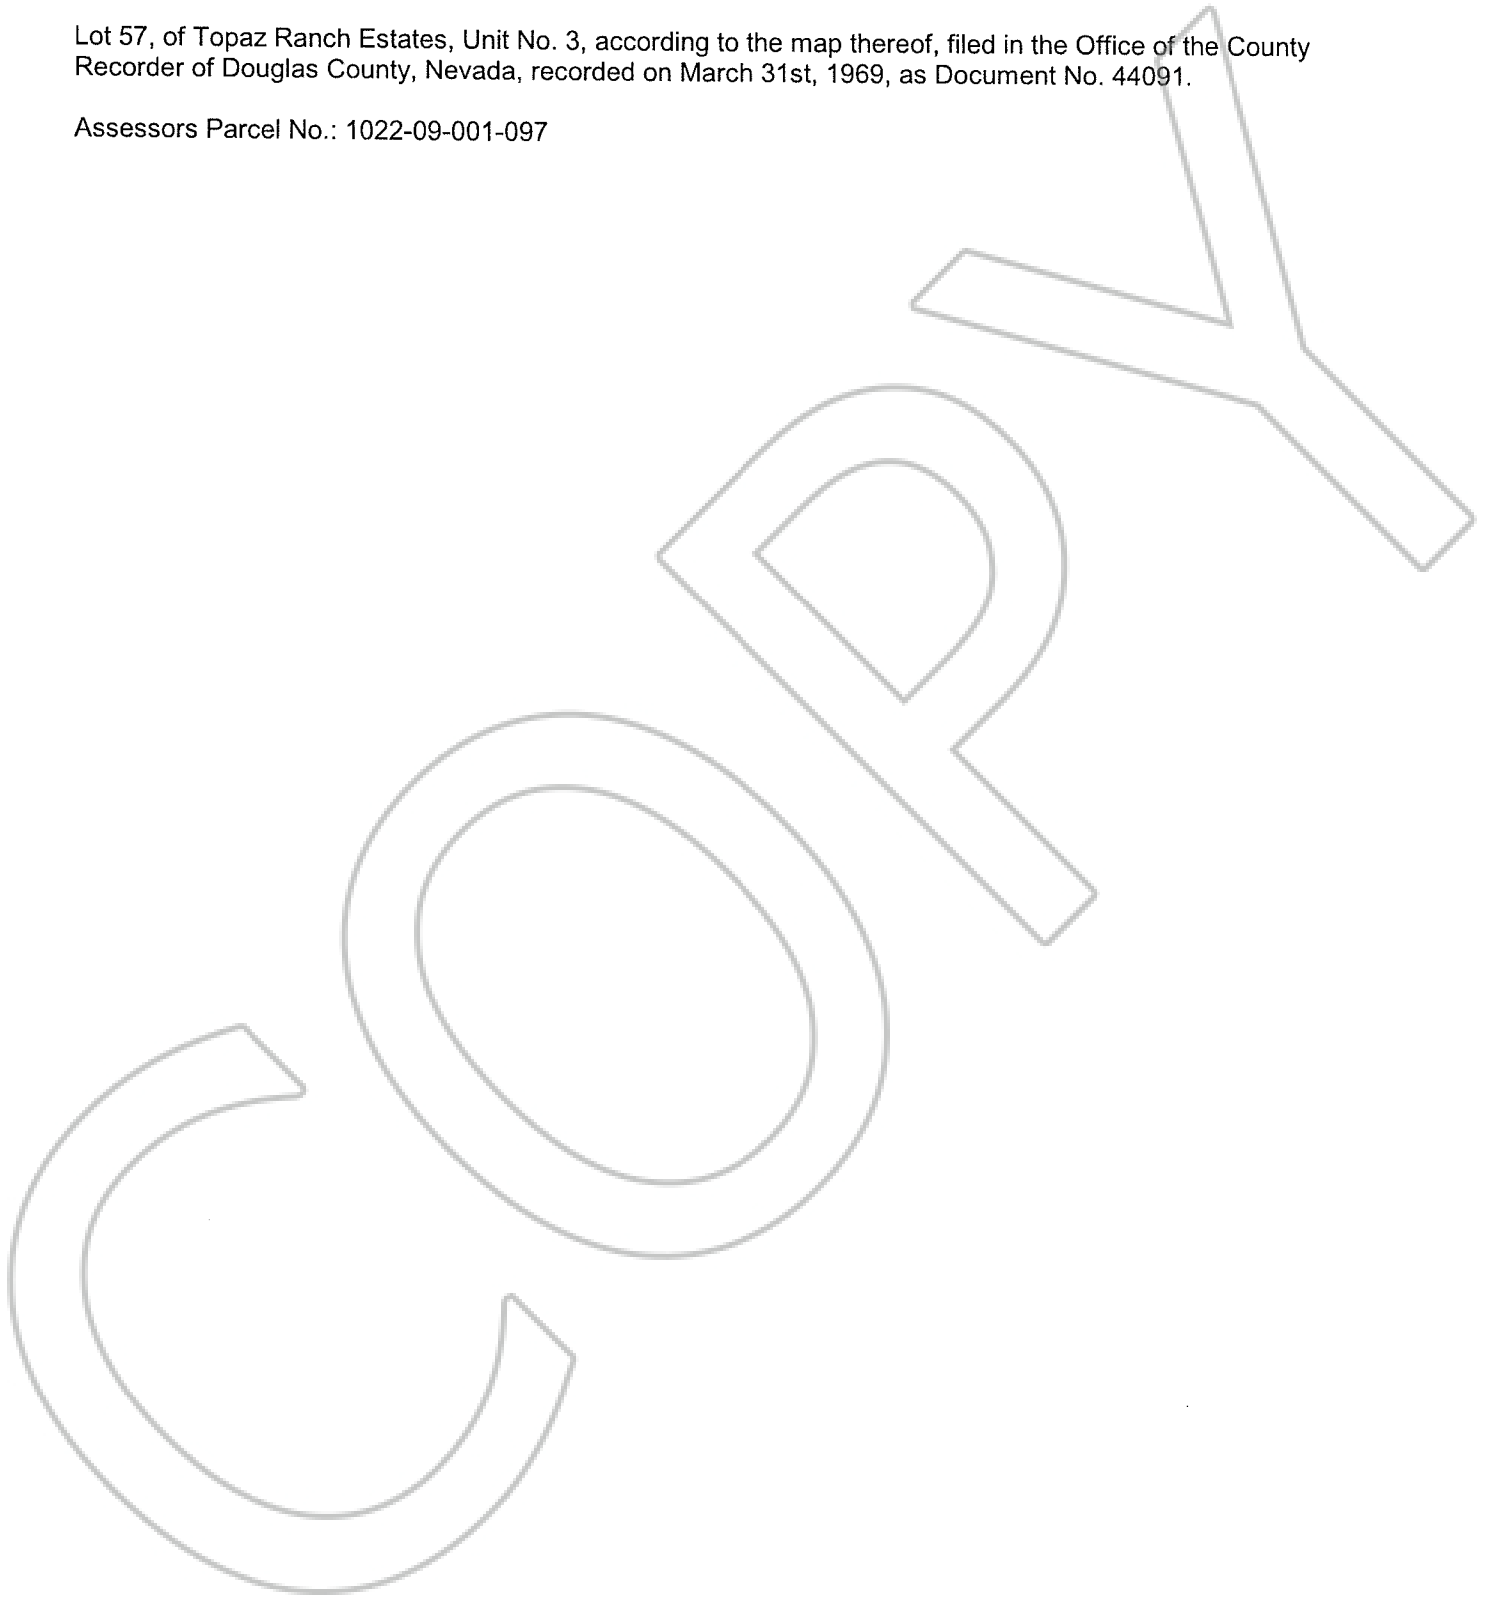 Lot 57, of Topaz Ranch Estates, Unit No. 3, according to the map thereof, filed in the Office of the County
Recorder of Douglas County, Nevada, recorded on March 31st, 1969, as Document No. 44091.
Assessors Parcel No.: 1022-09-001-097
COPY